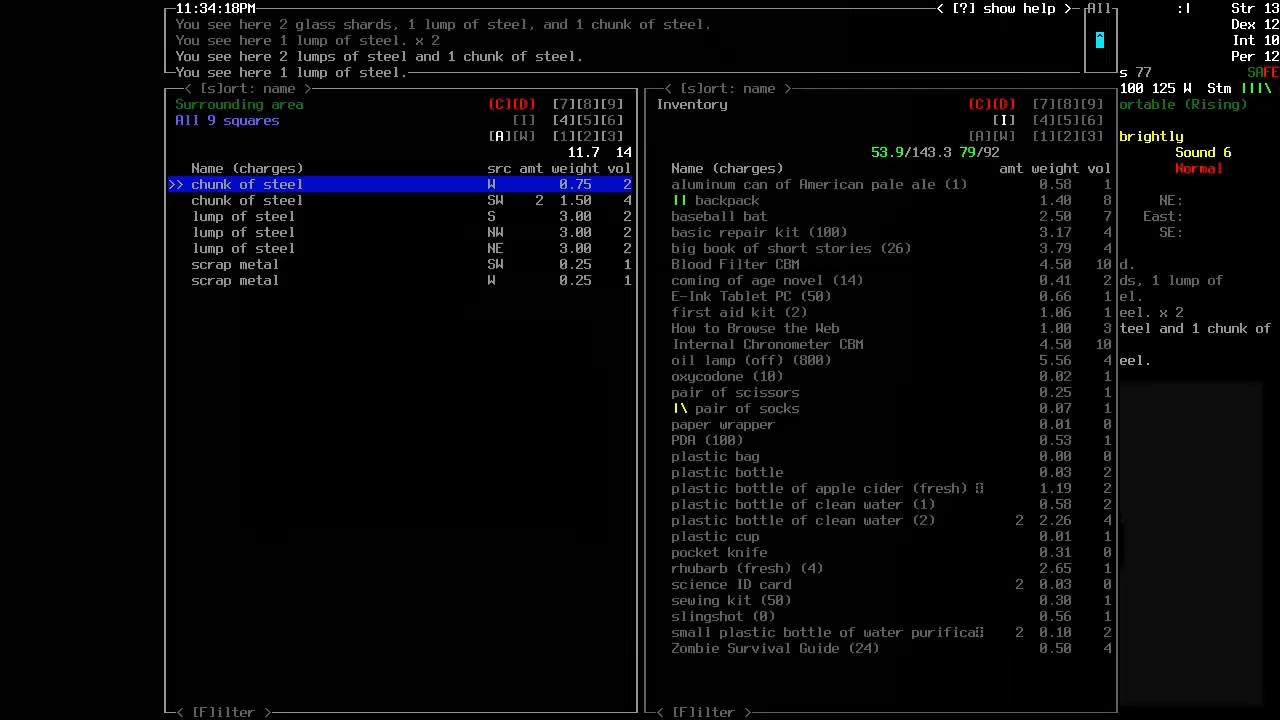 11:34:18PM < [?] show help > All :| Str 13
You see here 2 glass shards, 1 lump of steel, and 1 chunk of steel. Dex 12
You see here 1 lump of steel. x 2 ^ Int 10
You see here 2 lumps of steel and 1 chunk of steel. Per 12
You see here 1 lump of steel. s 77 SAFE
< [s]ort: name > < [s]ort: name > 100 125 W Stm |||\
Surrounding area (C)(D) [7][8][9] Inventory (C)(D) [7][8][9] ortable (Rising)
All 9 squares [I] [4][5][6] [I] [4][5][6]
[A][W] [1][2][3] [A][W] [1][2][3] brightly
11.7 14 53.9/143.3 79/92 Sound 6
Name (charges) src amt weight vol Name (charges) amt weight vol Normal
>> chunk of steel W 0.75 2 aluminum can of American pale ale (1) 0.58 1
chunk of steel SW 2 1.50 4 || backpack 1.40 8 NE:
lump of steel S 3.00 2 baseball bat 2.50 7 East:
lump of steel NW 3.00 2 basic repair kit (100) 3.17 4 SE:
lump of steel NE 3.00 2 big book of short stories (26) 3.79 4
scrap metal SW 0.25 1 Blood Filter CBM 4.50 10 d.
scrap metal W 0.25 1 coming of age novel (14) 0.41 2 ds, 1 lump of
E-Ink Tablet PC (50) 0.66 1 el.
first aid kit (2) 1.06 1 eel. x 2
How to Browse the Web 1.00 3 teel and 1 chunk of
Internal Chronometer CBM 4.50 10
oil lamp (off) (800) 5.56 4 eel.
oxycodone (10) 0.02 1
pair of scissors 0.25 1
|\ pair of socks 0.07 1
paper wrapper 0.01 0
PDA (100) 0.53 1
plastic bag 0.00 0
plastic bottle 0.03 2
plastic bottle of apple cider (fresh) 1.19 2
plastic bottle of clean water (1) 0.58 2
plastic bottle of clean water (2) 2 2.26 4
plastic cup 0.01 1
pocket knife 0.31 0
rhubarb (fresh) (4) 2.65 1
science ID card 2 0.03 0
sewing kit (50) 0.30 1
slingshot (0) 0.56 1
small plastic bottle of water purifica 2 0.10 2
Zombie Survival Guide (24) 0.50 4
< [F]ilter > < [F]ilter >